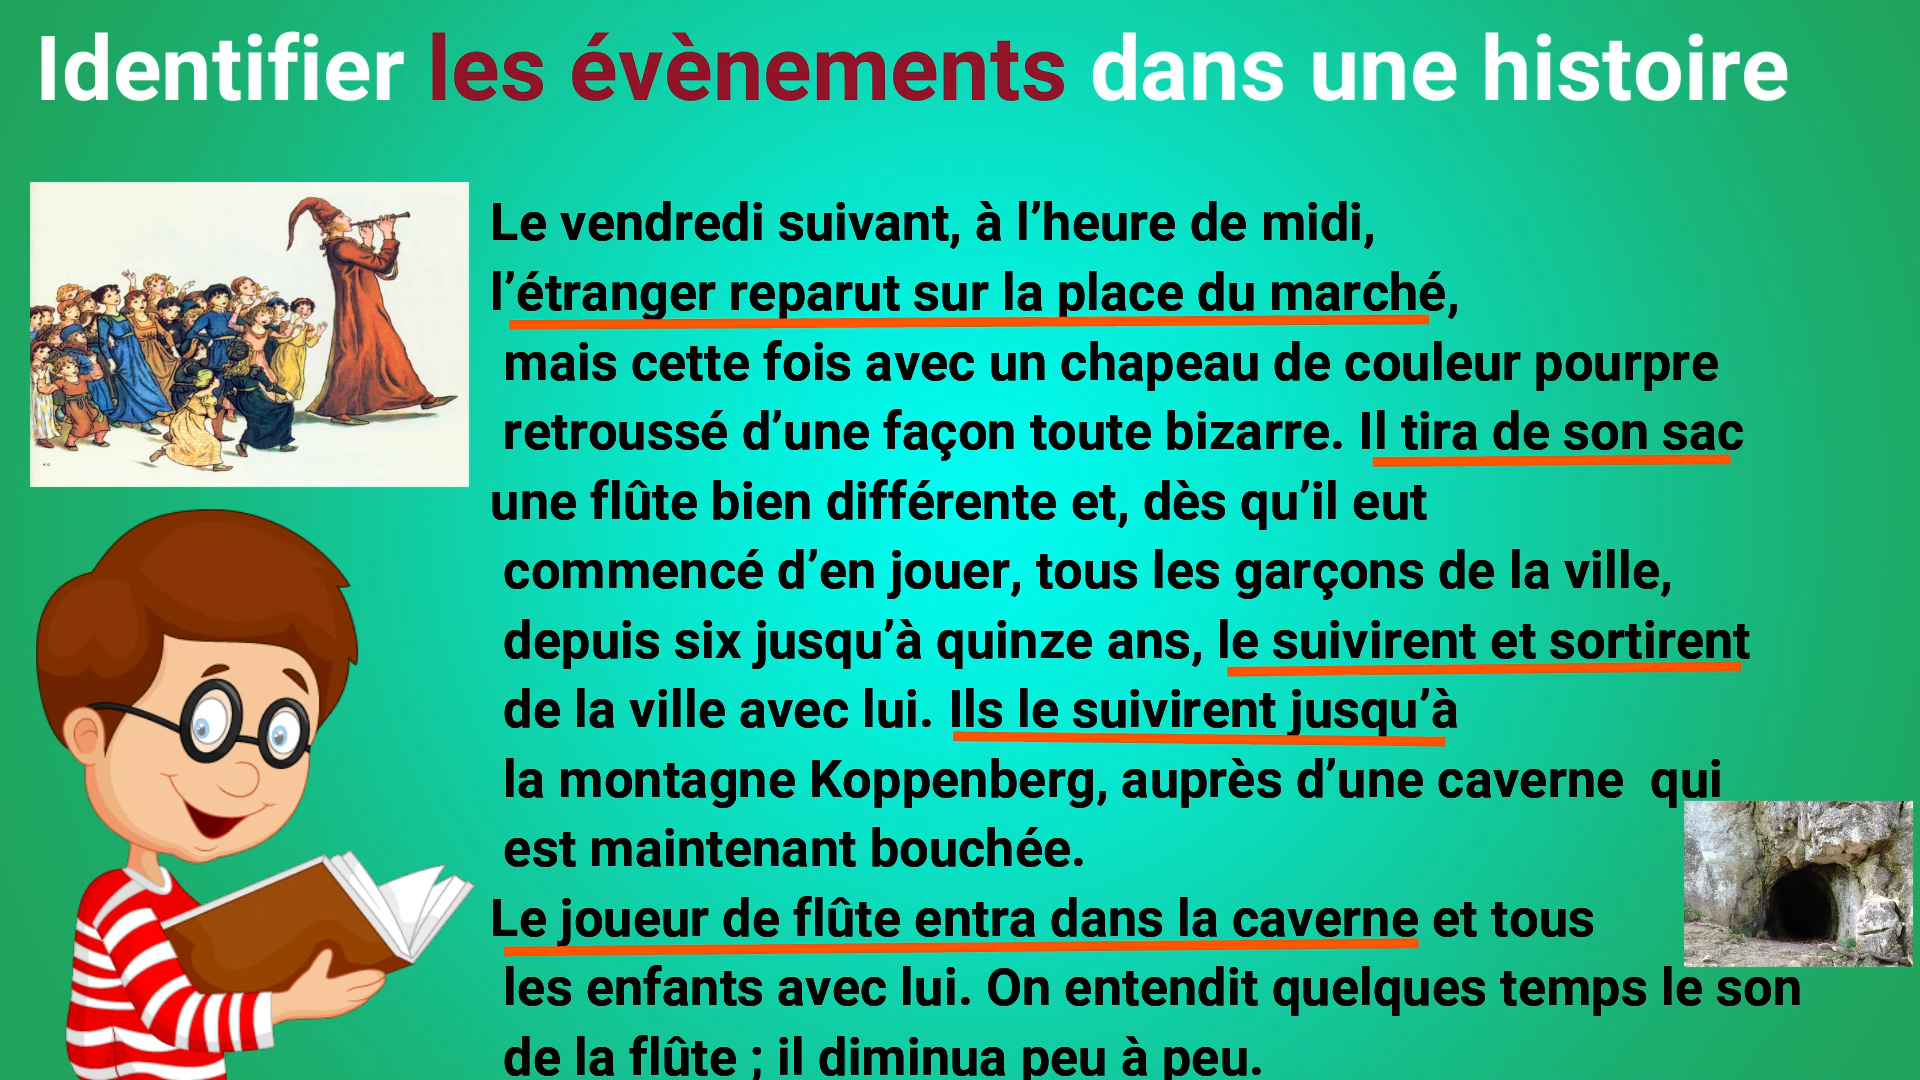 Identifier les évènements dans une histoire
Le vendredi suivant, à l’heure de midi,
l’étranger reparut sur la place du marché,
mais cette fois avec un chapeau de couleur pourpre
retroussé d’une façon toute bizarre. Il tira de son sac
une flûte bien différente et, dès qu’il eut
commencé d’en jouer, tous les garçons de la ville,
depuis six jusqu’à quinze ans, le suivirent et sortirent
de la ville avec lui. Ils le suivirent jusqu’à
la montagne Koppenberg, auprès d’une caverne qui
est maintenant bouchée.
Le joueur de flûte entra dans la caverne et tous
les enfants avec lui. On entendit quelques temps le son
de la flûte ; il diminua peu à peu.